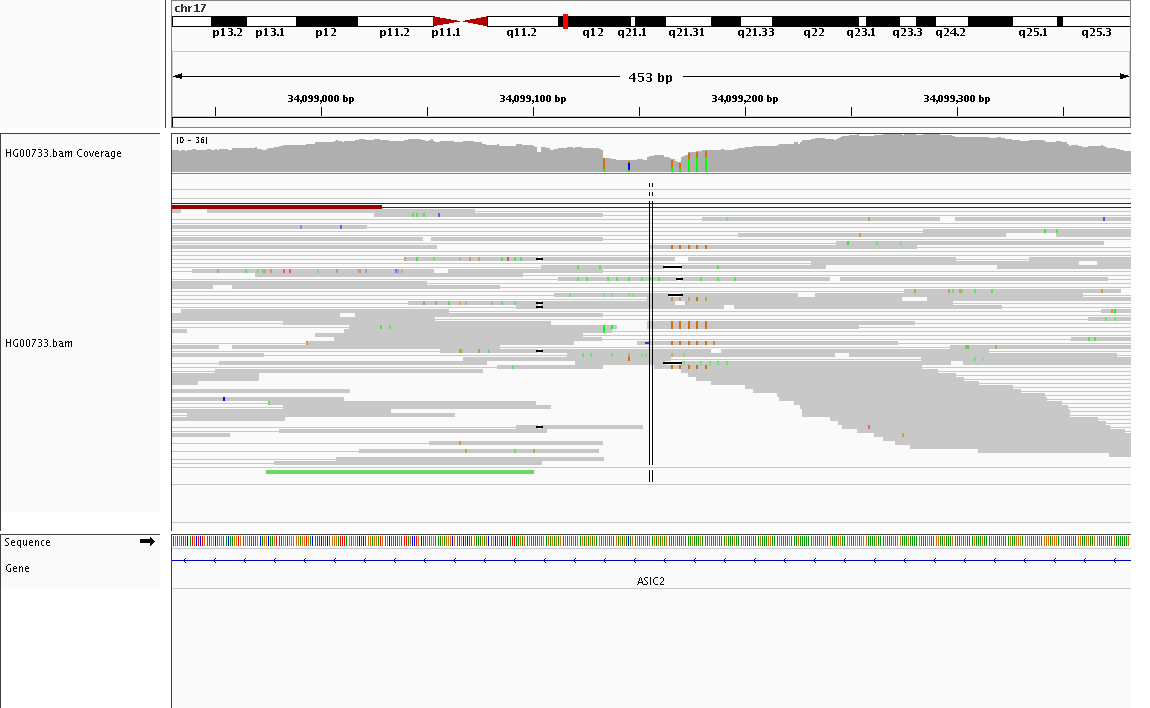 chr17
p13.2 p13.1 p12 p11.2 p11.1 q11.2 q12 q21.1 q21.31 q21.33 q22 q23.1 q23.3 q24.2 q25.1 q25.3
453 bp
34,099,000 bp 34,099,100 bp 34,099,200 bp 34,099,300 bp
[0 - 36]
HG00733.bam Coverage
HG00733.bam
Sequence
Gene
ASIC2